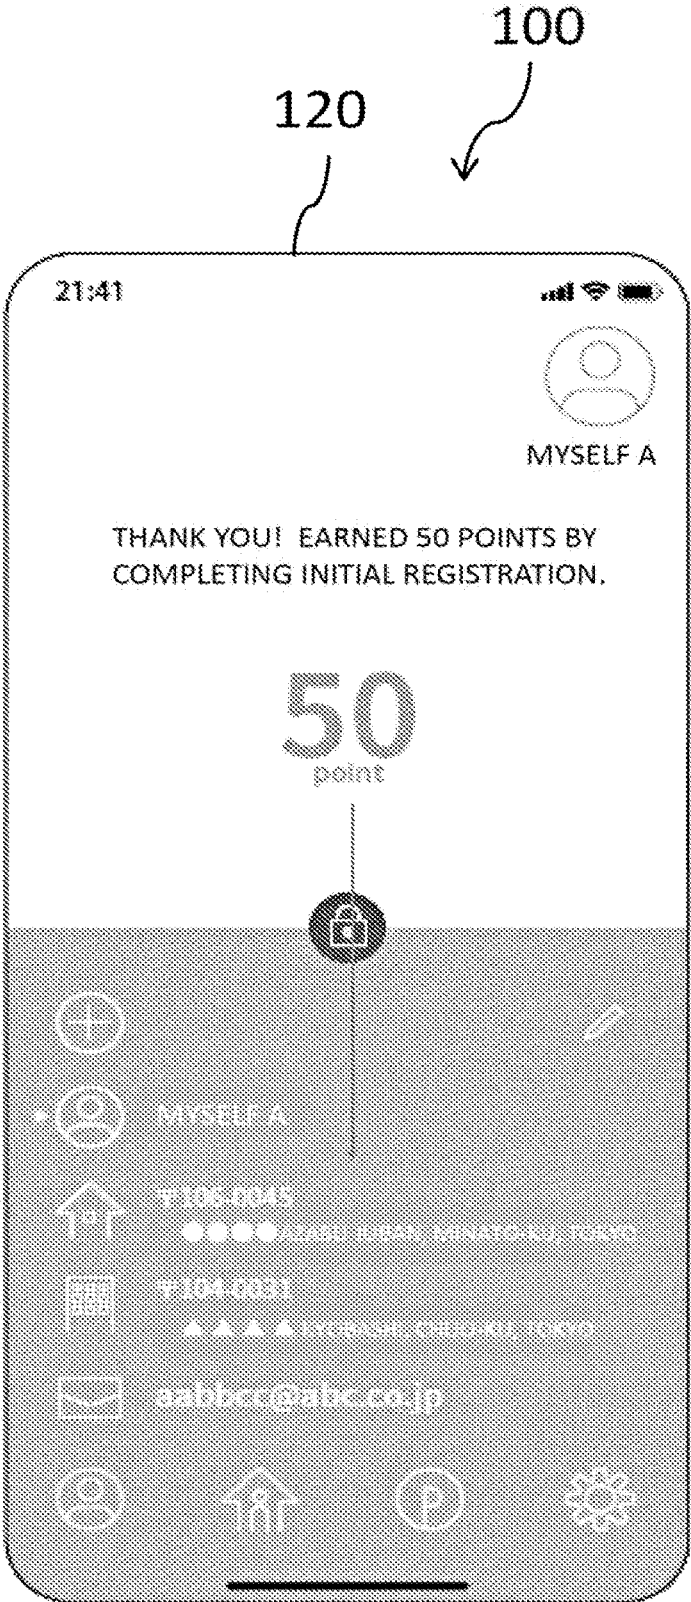 100
120
21:41
MYSELF A
THANK YOU! EARNED 50 POINTS BY
COMPLETING INITIAL REGISTRATION.
50
point
MYSELF A
〒106-0045
●●●●AZABU JUBAN, MINATO-KU, TOKYO
〒104-0031
▲▲▲▲KYOBASHI, CHUO-KU, TOKYO
aabbcc@abc.co.jp
P